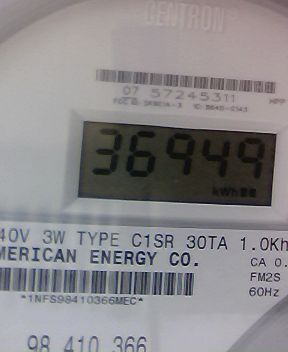 CENTRON
07 57245311 MPP
36949
kWh
40V 3W TYPE C1SR 30TA 1.0Kh
MERICAN ENERGY CO. CA 0.
FM2S
60Hz
*1NFS98410366MEC*
98 410 366